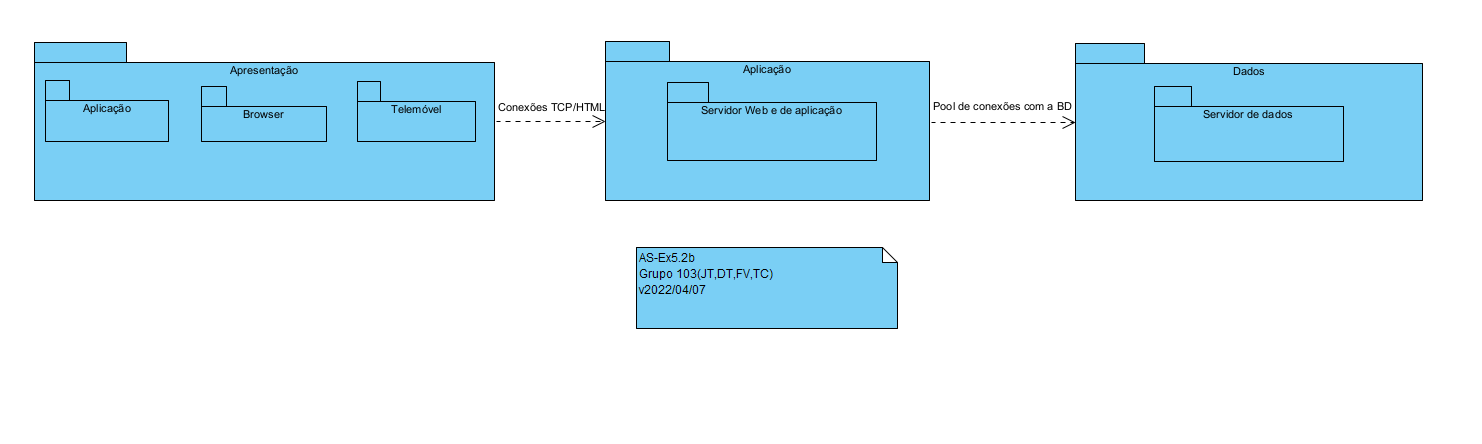 Apresentação
Aplicação
Browser
Telemóvel
Conexões TCP/HTML
Aplicação
Servidor Web e de aplicação
Pool de conexões com a BD
Dados
Servidor de dados
AS-Ex5.2b
Grupo 103(JT,DT,FV,TC)
v2022/04/07